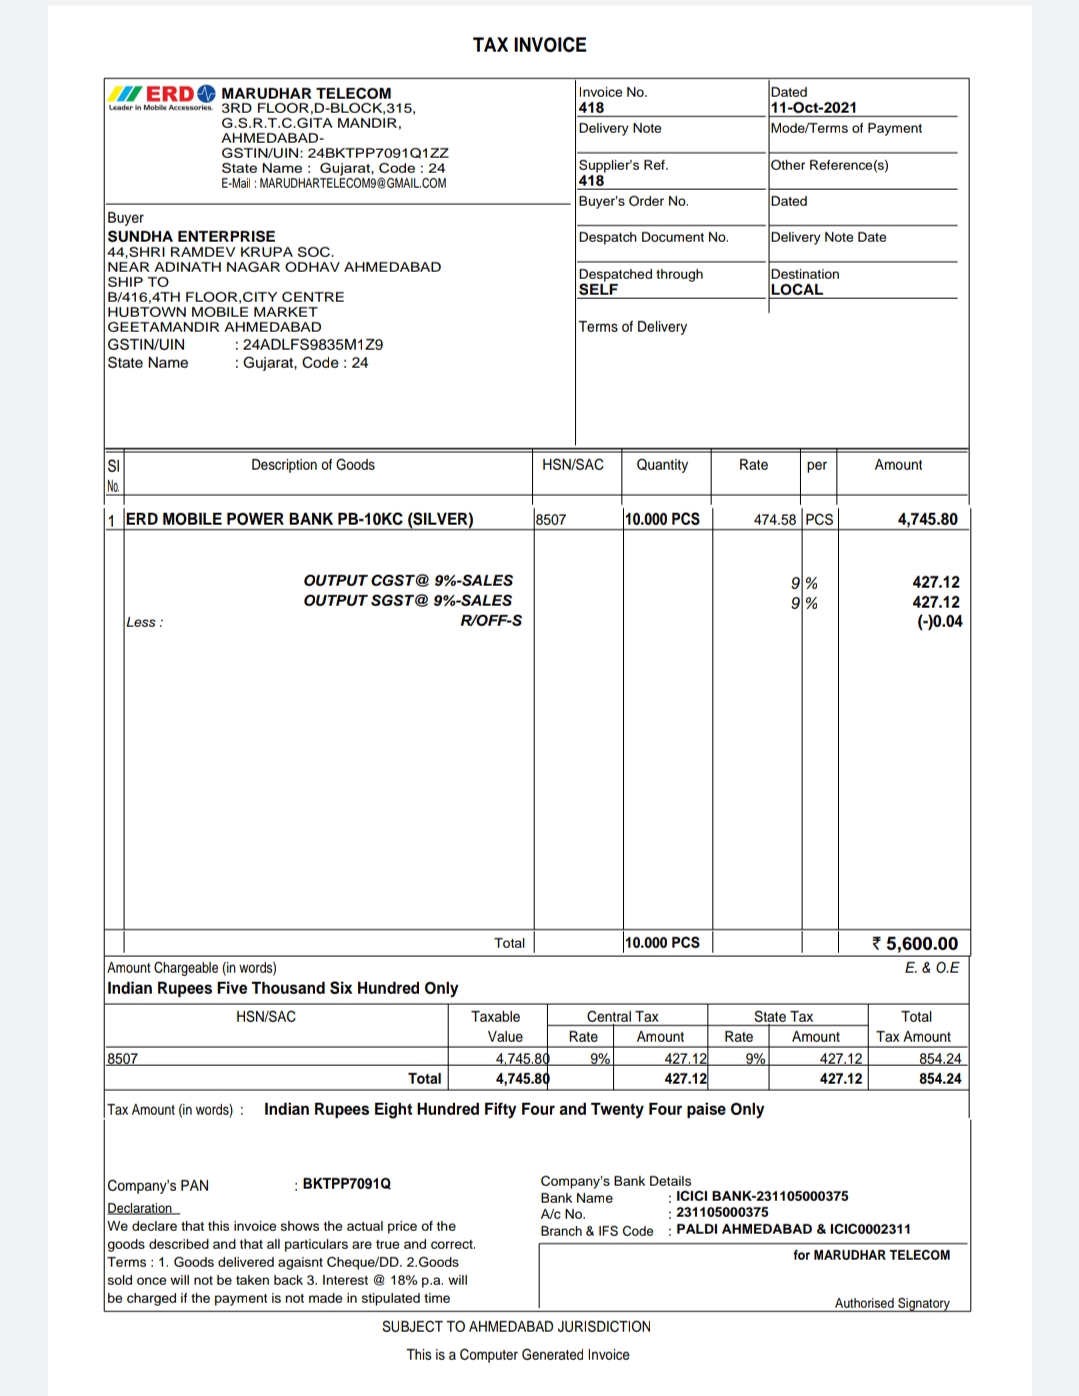 TAX INVOICE
ERD
Leader in Mobile Accessories.
MARUDHAR TELECOM
3RD FLOOR,D-BLOCK,315,
G.S.R.T.C.GITA MANDIR,
AHMEDABAD-
GSTIN/UIN: 24BKTPP7091Q1ZZ
State Name : Gujarat, Code : 24
E-Mail : MARUDHARTELECOM9@GMAIL.COM
Invoice No.
418
Dated
11-Oct-2021
Delivery Note
Mode/Terms of Payment
Supplier's Ref.
418
Other Reference(s)
Buyer's Order No.
Dated
Despatch Document No.
Delivery Note Date
Despatched through
SELF
Destination
LOCAL
Terms of Delivery
Buyer
SUNDHA ENTERPRISE
44,SHRI RAMDEV KRUPA SOC.
NEAR ADINATH NAGAR ODHAV AHMEDABAD
SHIP TO
B/416,4TH FLOOR,CITY CENTRE
HUBTOWN MOBILE MARKET
GEETAMANDIR AHMEDABAD
GSTIN/UIN : 24ADLFS9835M1Z9
State Name : Gujarat, Code : 24
Sl No. Description of Goods HSN/SAC Quantity Rate per Amount
1 ERD MOBILE POWER BANK PB-10KC (SILVER) 8507 10.000 PCS 474.58 PCS 4,745.80
OUTPUT CGST@ 9%-SALES 9 % 427.12
OUTPUT SGST@ 9%-SALES 9 % 427.12
Less : R/OFF-S (-)0.04
Total 10.000 PCS ₹ 5,600.00
Amount Chargeable (in words) E. & O.E
Indian Rupees Five Thousand Six Hundred Only
HSN/SAC Taxable Central Tax State Tax Total
Value Rate Amount Rate Amount Tax Amount
8507 4,745.80 9% 427.12 9% 427.12 854.24
Total 4,745.80 427.12 427.12 854.24
Tax Amount (in words) : Indian Rupees Eight Hundred Fifty Four and Twenty Four paise Only
Company's PAN : BKTPP7091Q
Declaration
We declare that this invoice shows the actual price of the
goods described and that all particulars are true and correct.
Terms : 1. Goods delivered agaisnt Cheque/DD. 2.Goods
sold once will not be taken back 3. Interest @ 18% p.a. will
be charged if the payment is not made in stipulated time
Company's Bank Details
Bank Name : ICICI BANK-231105000375
A/c No. : 231105000375
Branch & IFS Code : PALDI AHMEDABAD & ICIC0002311
for MARUDHAR TELECOM
Authorised Signatory
SUBJECT TO AHMEDABAD JURISDICTION
This is a Computer Generated Invoice